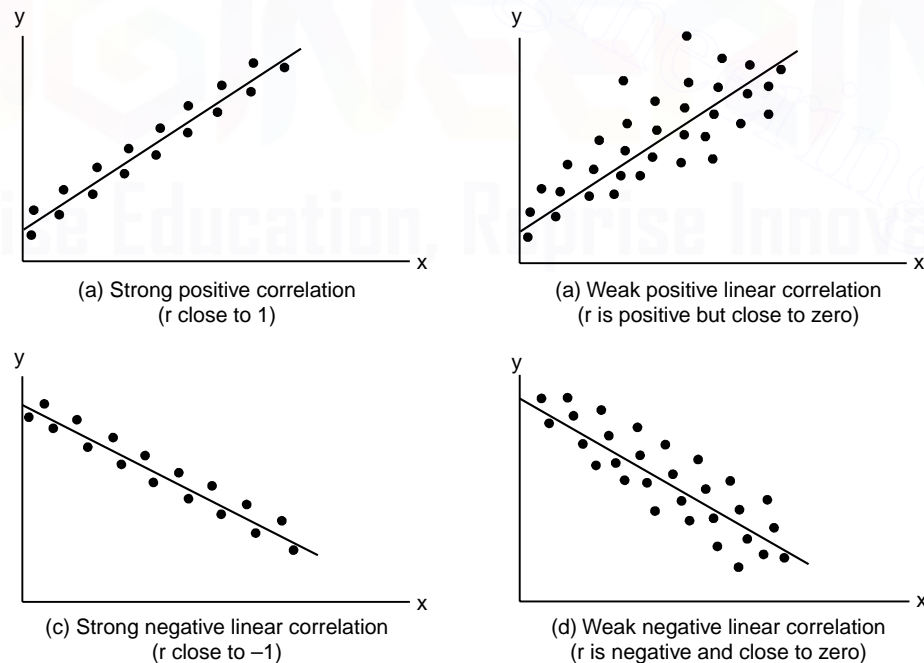 y
x
(a) Strong positive correlation
(r close to 1)
y
x
(a) Weak positive linear correlation
(r is positive but close to zero)
y
x
(c) Strong negative linear correlation
(r close to –1)
y
x
(d) Weak negative linear correlation
(r is negative and close to zero)